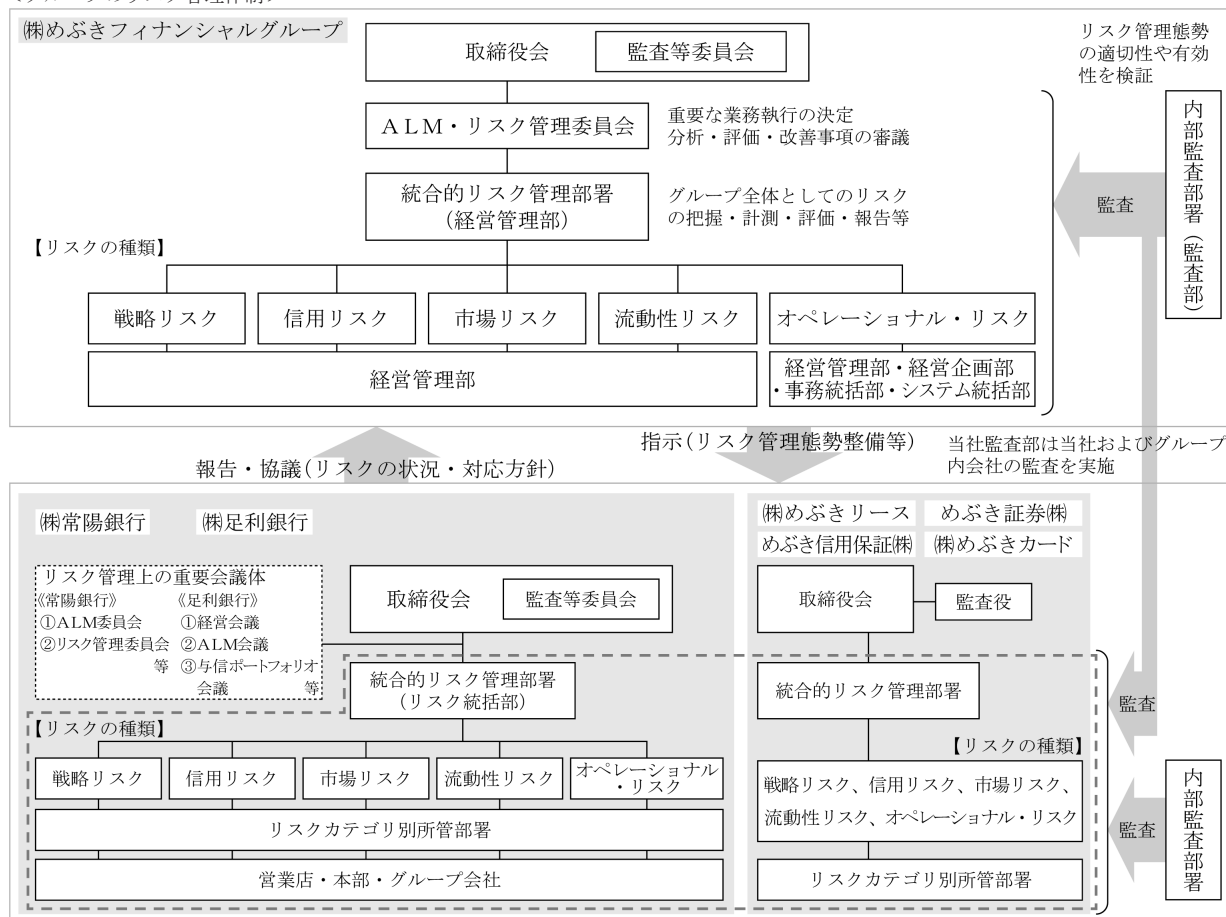 ㈱めぶきフィナンシャルグループ
取締役会
監査等委員会
リスク管理態勢
の適切性や有効
性を検証
ALM・リスク管理委員会
重要な業務執行の決定
分析・評価・改善事項の審議
統合的リスク管理部署
(経営管理部)
グループ全体としてのリスク
の把握・計測・評価・報告等
監査
内部監査部署(監査部)
【リスクの種類】
戦略リスク
信用リスク
市場リスク
流動性リスク
オペレーショナル・リスク
経営管理部
経営管理部・経営企画部
・事務統括部・システム統括部
指示(リスク管理態勢整備等)
報告・協議(リスクの状況・対応方針)
当社監査部は当社およびグループ
内会社の監査を実施
㈱常陽銀行
㈱足利銀行
リスク管理上の重要会議体
《常陽銀行》
①ALM委員会
②リスク管理委員会
等
《足利銀行》
①経営会議
②ALM会議
③与信ポートフォリオ
会議 等
取締役会
監査等委員会
統合的リスク管理部署
(リスク統括部)
【リスクの種類】
戦略リスク
信用リスク
市場リスク
流動性リスク
オペレーショナル
・リスク
リスクカテゴリ別所管部署
営業店・本部・グループ会社
㈱めぶきリース
めぶき証券㈱
めぶき信用保証㈱
㈱めぶきカード
取締役会
監査役
統合的リスク管理部署
【リスクの種類】
戦略リスク、信用リスク、市場リスク、
流動性リスク、オペレーショナル・リスク
リスクカテゴリ別所管部署
監査
監査
内部監査部署